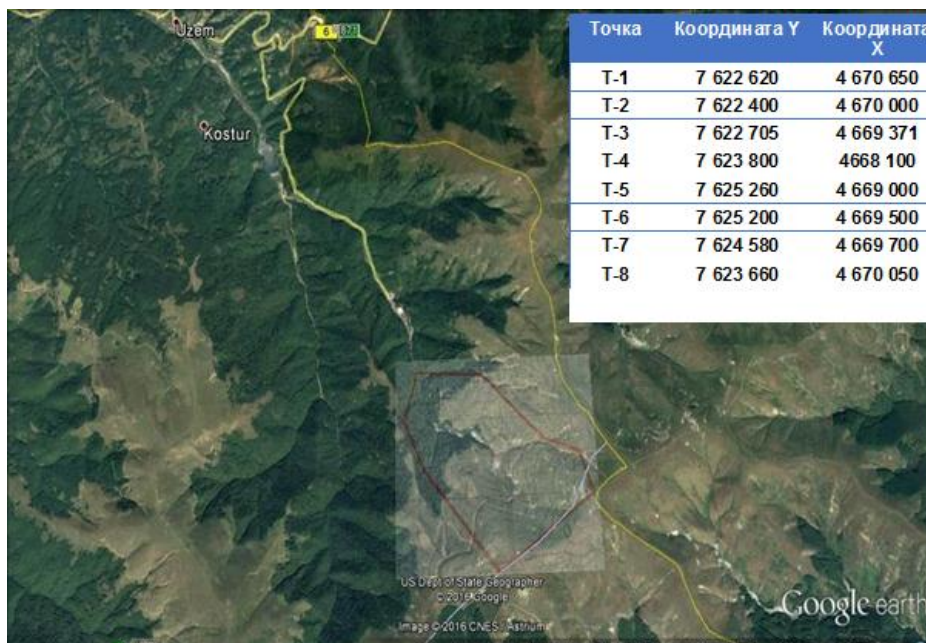 Uzem
6 E871
Kostur
Точка Координата Y Координата X
Т-1 7 622 620 4 670 650
Т-2 7 622 400 4 670 000
Т-3 7 622 705 4 669 371
Т-4 7 623 800 4668 100
Т-5 7 625 260 4 669 000
Т-6 7 625 200 4 669 500
Т-7 7 624 580 4 669 700
Т-8 7 623 660 4 670 050
US Dept of State Geographer
© 2016 Google
Image © 2016 CNES / Astrium
Google earth